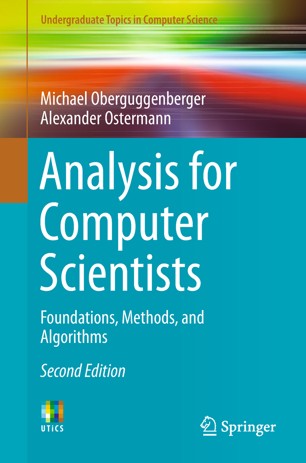 Undergraduate Topics in Computer Science
Michael Oberguggenberger
Alexander Ostermann
Analysis for
Computer
Scientists
Foundations, Methods, and
Algorithms
Second Edition
UTICS
Springer